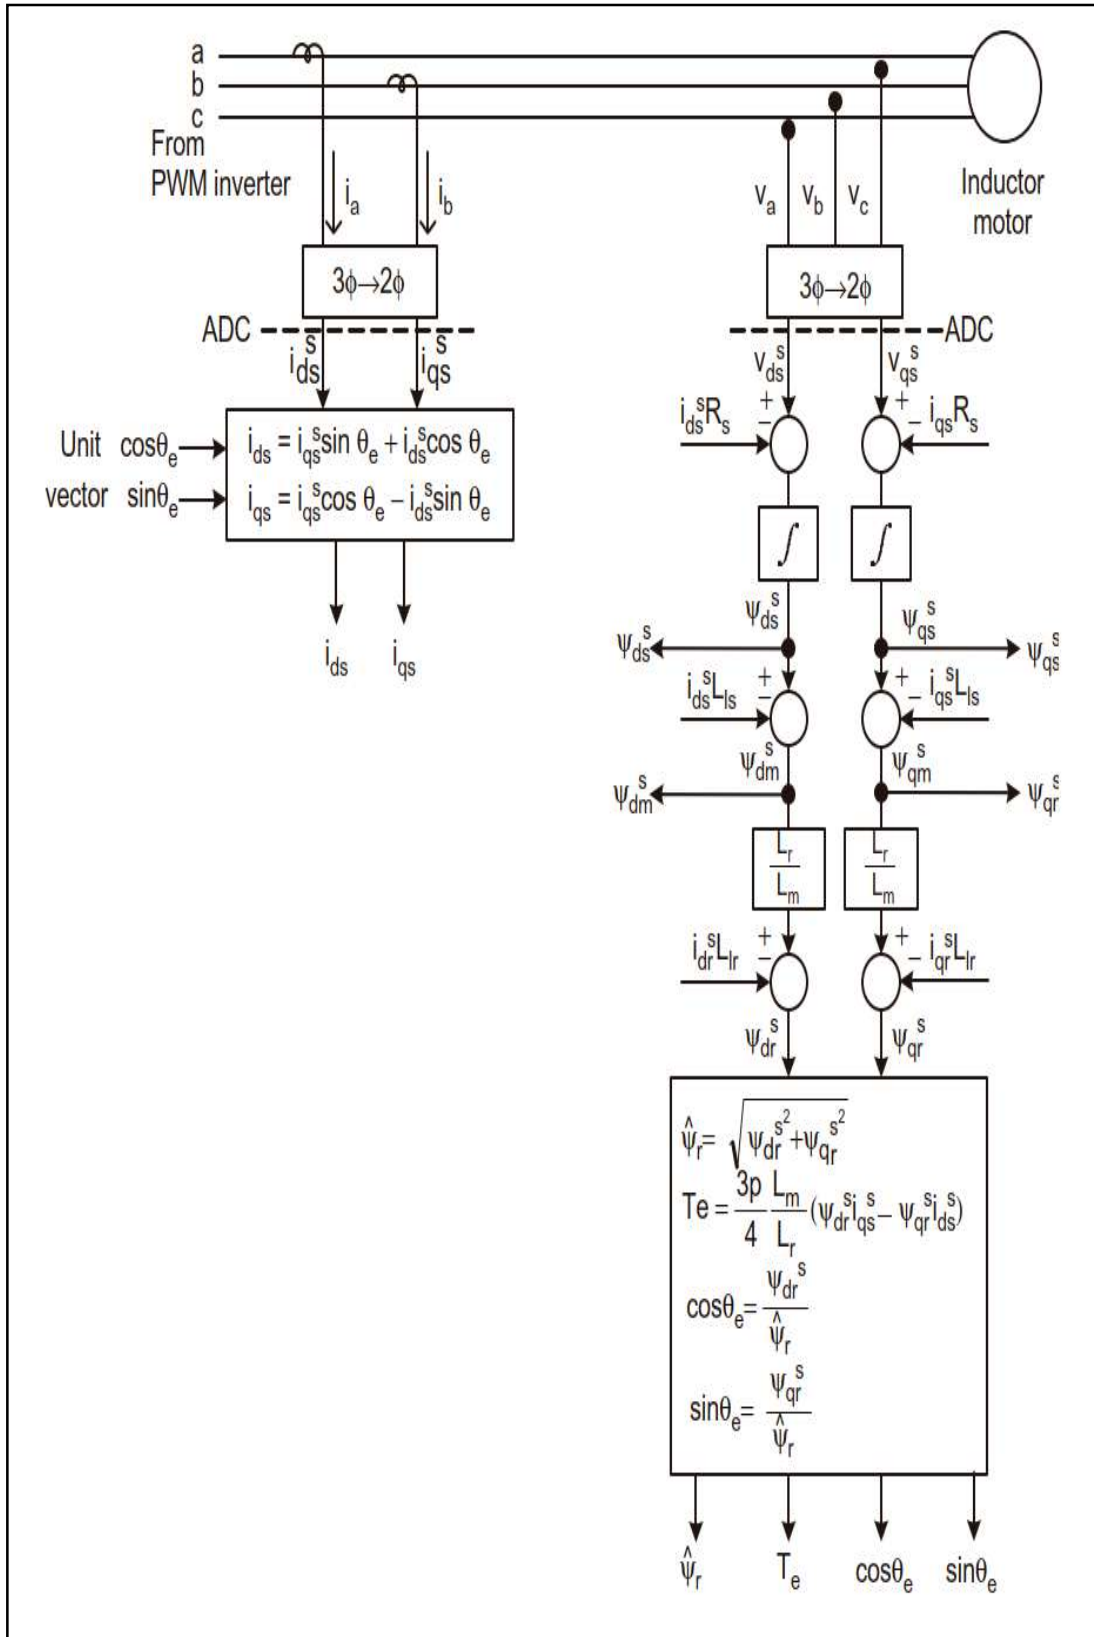 a
b
c
From
PWM inverter
i_a
i_b
v_a v_b v_c
Inductor
motor
3ϕ→2ϕ
3ϕ→2ϕ
ADC
ADC
i_ds^s
i_qs^s
v_ds^s
v_qs^s
i_ds^s R_s
+
−
+
−
i_qs R_s
Unit cosθ_e
vector sinθ_e
i_ds = i_qs^s sin θ_e + i_ds^s cos θ_e
i_qs = i_qs^s cos θ_e − i_ds^s sin θ_e
∫
∫
i_ds
i_qs
ψ_ds^s
ψ_qs^s
ψ_ds^s
ψ_qs^s
i_ds^s L_ls
+
−
+
−
i_qs^s L_ls
ψ_dm^s
ψ_qm^s
ψ_dm^s
ψ_qr^s
L_r/L_m
L_r/L_m
i_dr^s L_lr
+
−
+
−
i_qr^s L_lr
ψ_dr^s
ψ_qr^s
ψ̂_r = √(ψ_dr^s² + ψ_qr^s²)
Te = 3p/4 L_m/L_r (ψ_dr^s i_qs^s − ψ_qr^s i_ds^s)
cosθ_e = ψ_dr^s/ψ̂_r
sinθ_e = ψ_qr^s/ψ̂_r
ψ̂_r
T_e
cosθ_e
sinθ_e